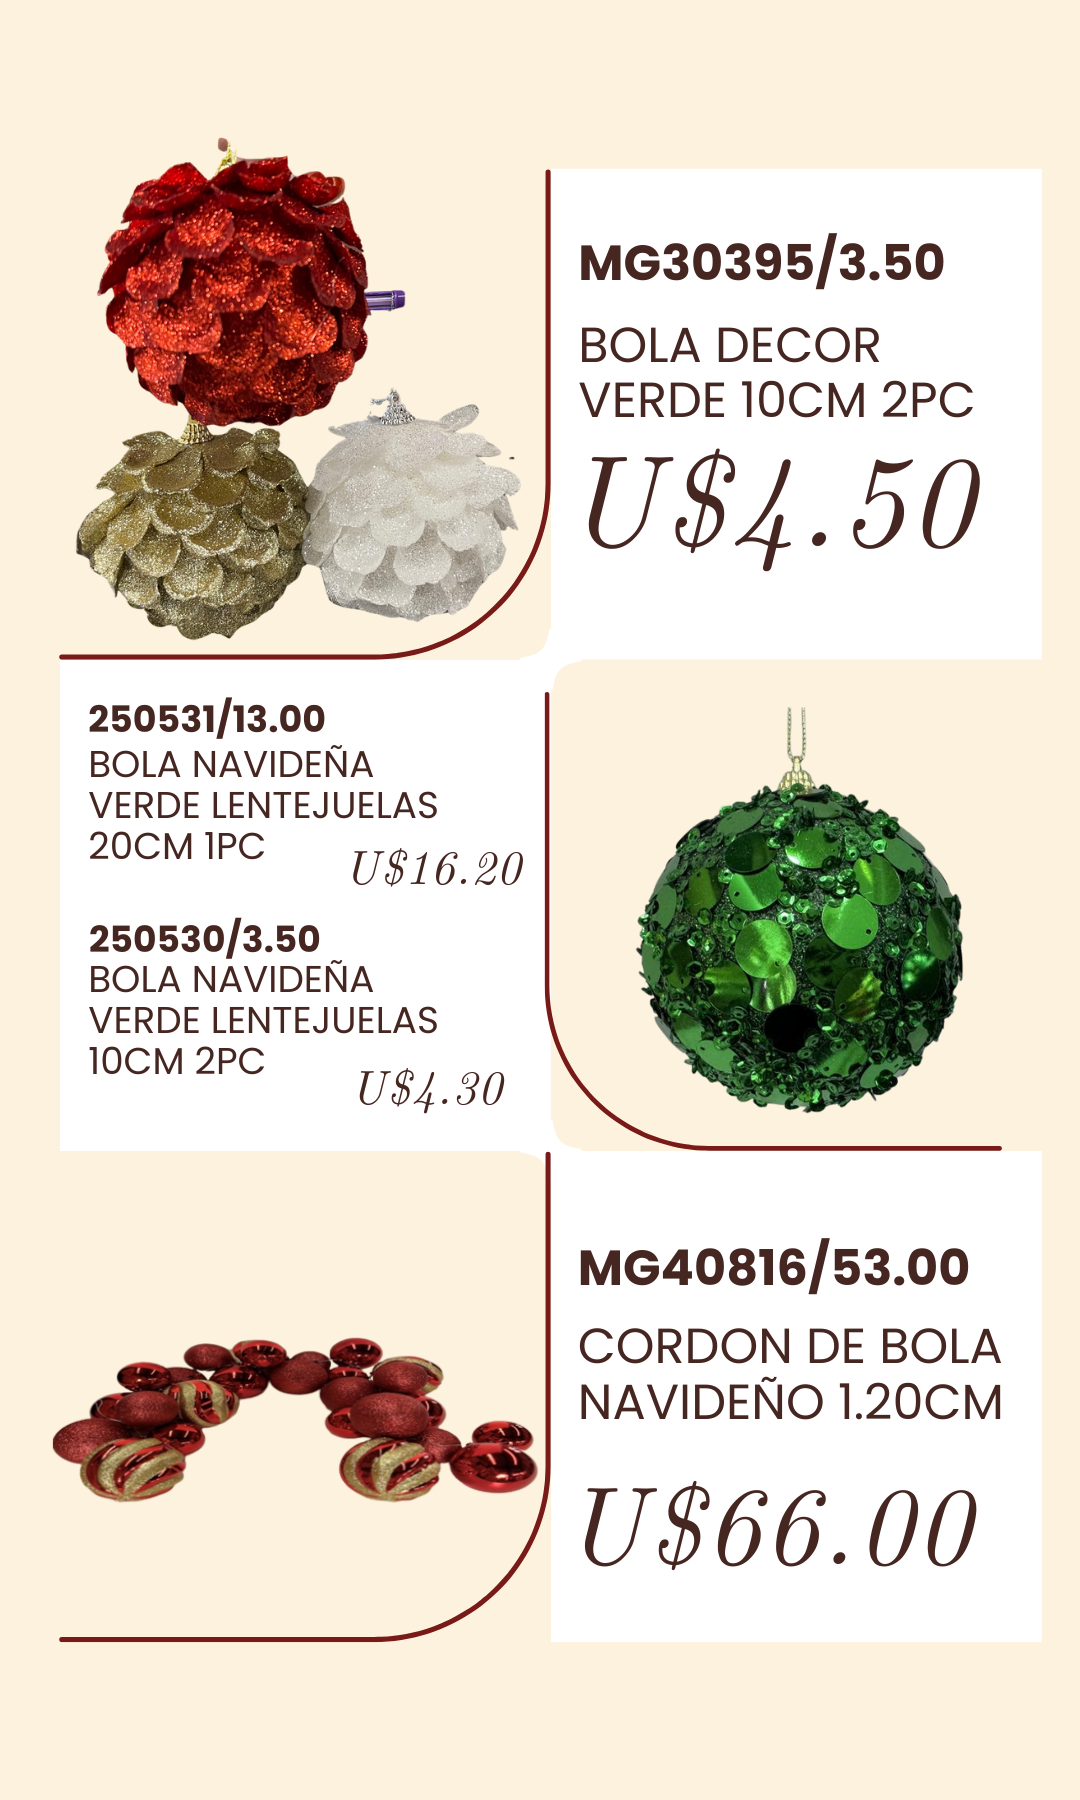 MG30395/3.50
BOLA DECOR
VERDE 10CM 2PC
U$4.50
250531/13.00
BOLA NAVIDEÑA
VERDE LENTEJUELAS
20CM 1PC
U$16.20
250530/3.50
BOLA NAVIDEÑA
VERDE LENTEJUELAS
10CM 2PC
U$4.30
MG40816/53.00
CORDON DE BOLA
NAVIDEÑO 1.20CM
U$66.00